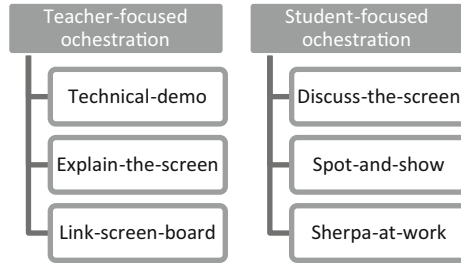 Teacher-focused
ochestration
Technical-demo
Explain-the-screen
Link-screen-board
Student-focused
ochestration
Discuss-the-screen
Spot-and-show
Sherpa-at-work